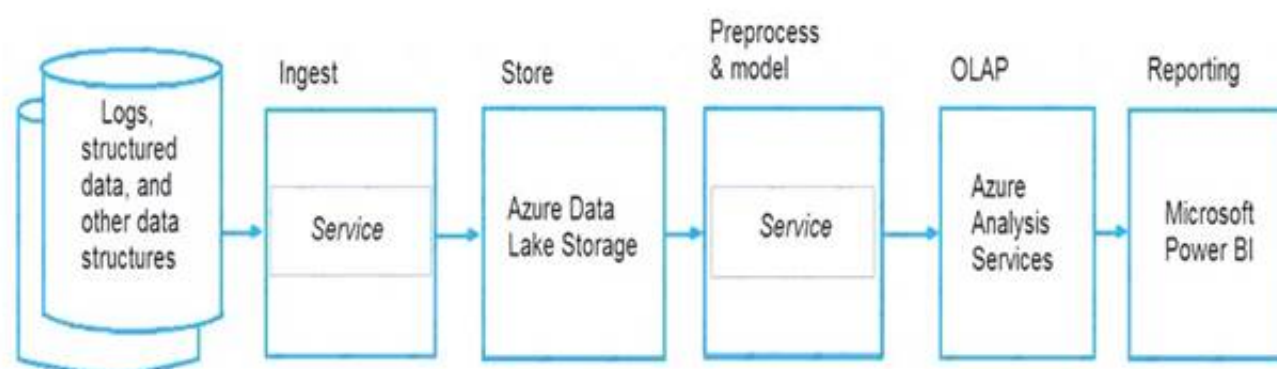 Logs,
structured
data, and
other data
structures
Ingest
Service
Store
Azure Data
Lake Storage
Preprocess
& model
Service
OLAP
Azure
Analysis
Services
Reporting
Microsoft
Power BI